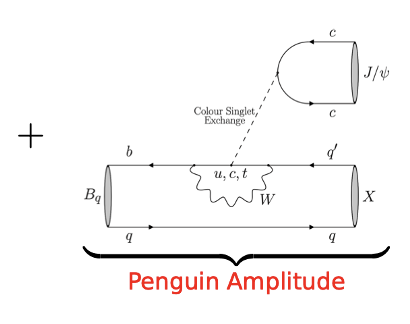 +
c
J/ψ
Colour Singlet
Exchange
c
b
q′
u, c, t
B_q
W
X
q
q
Penguin Amplitude